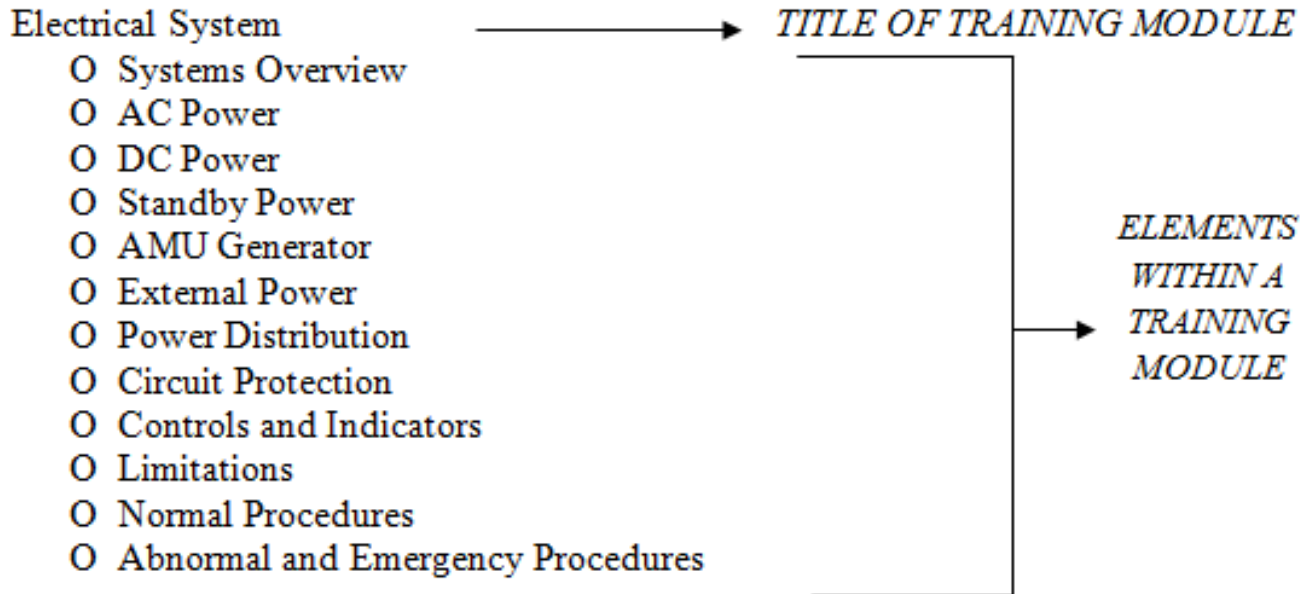 Electrical System
TITLE OF TRAINING MODULE
O Systems Overview
O AC Power
O DC Power
O Standby Power
O AMU Generator
O External Power
O Power Distribution
O Circuit Protection
O Controls and Indicators
O Limitations
O Normal Procedures
O Abnormal and Emergency Procedures
ELEMENTS
WITHIN A
TRAINING
MODULE